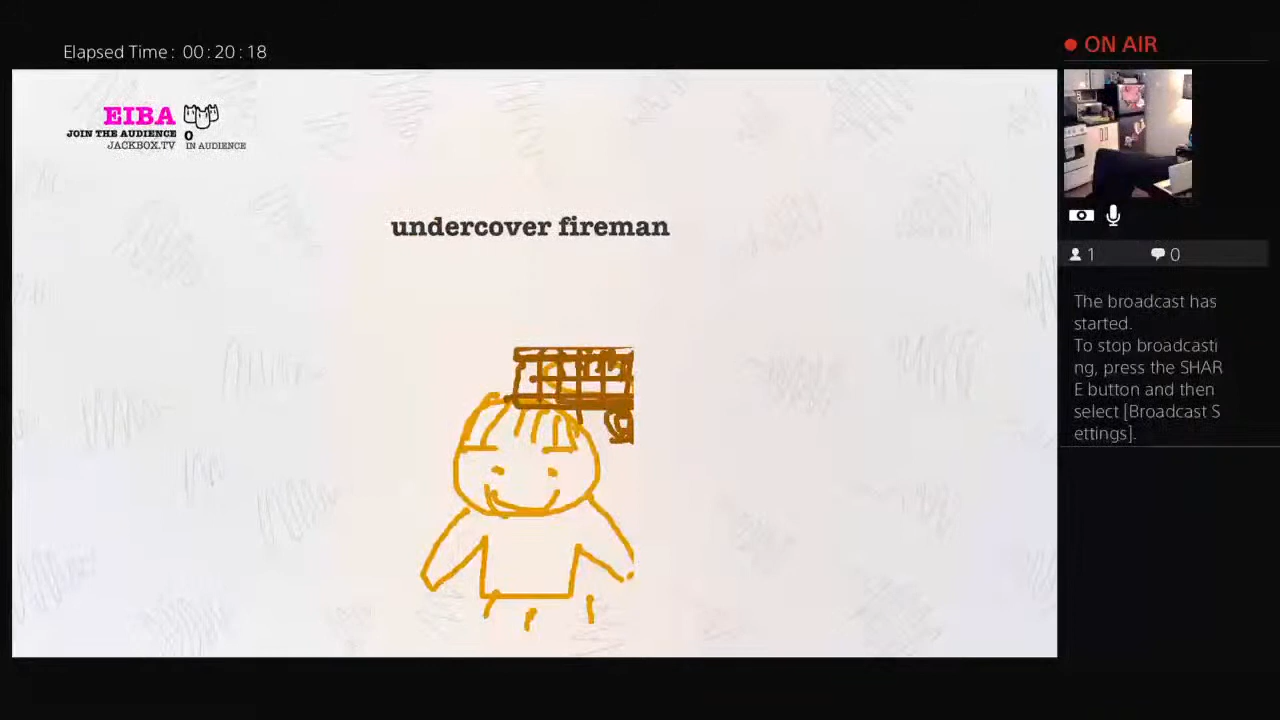 Elapsed Time: 00:20:18
ON AIR
EIBA
JOIN THE AUDIENCE 0
JACKBOX.TV IN AUDIENCE
undercover fireman
1 0
The broadcast has
started.
To stop broadcasti
ng, press the SHAR
E button and then
select [Broadcast S
ettings].